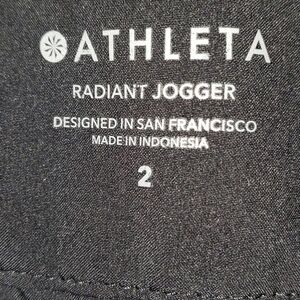 ATHLETA
RADIANT JOGGER
DESIGNED IN SAN FRANCISCO
MADE IN INDONESIA
2